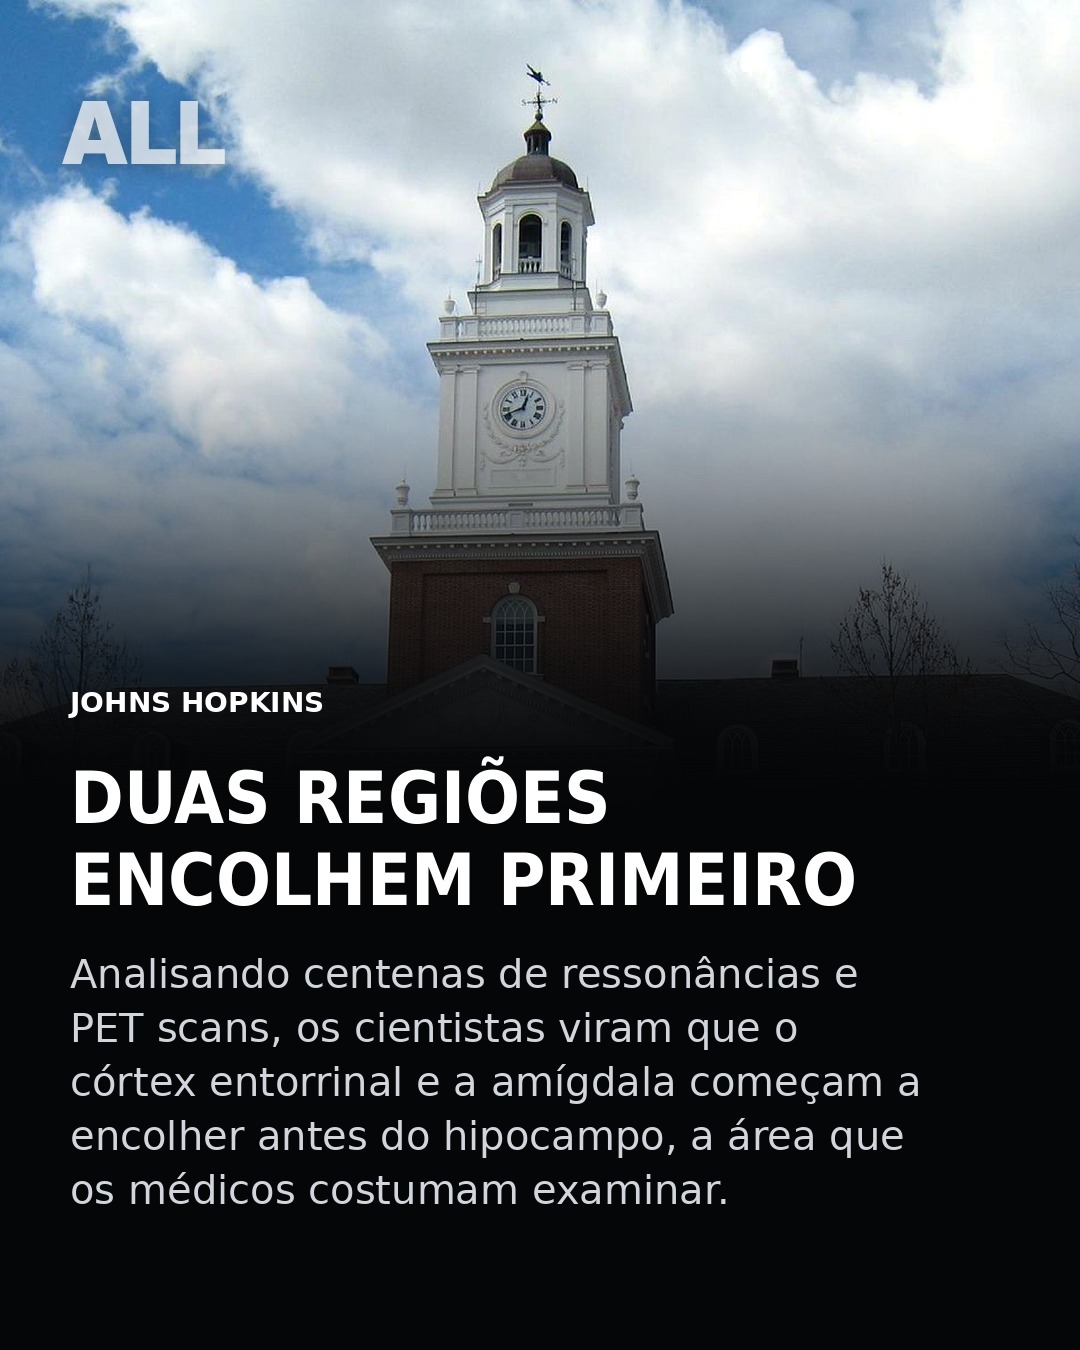 ALL
JOHNS HOPKINS
DUAS REGIÕES
ENCOLHEM PRIMEIRO
Analisando centenas de ressonâncias e
PET scans, os cientistas viram que o
córtex entorrinal e a amígdala começam a
encolher antes do hipocampo, a área que
os médicos costumam examinar.